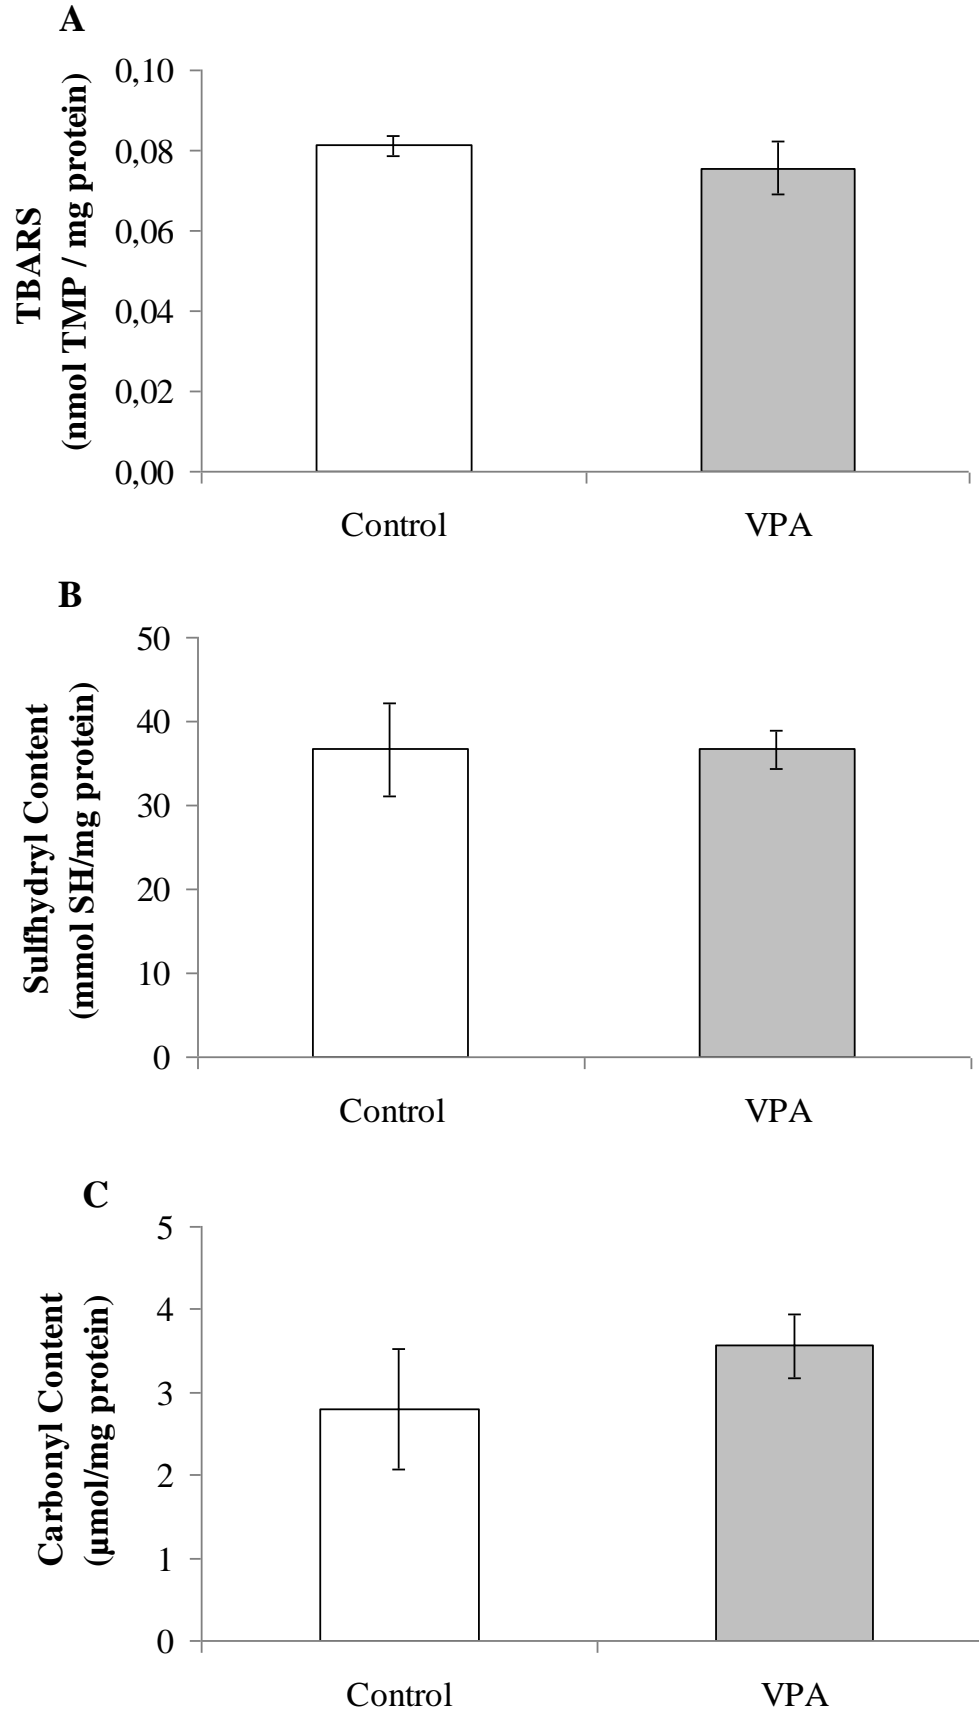 A
TBARS
(nmol TMP / mg protein)
0,10
0,08
0,06
0,04
0,02
0,00
Control VPA
B
Sulfhydryl Content
(mmol SH/mg protein)
50
40
30
20
10
0
Control VPA
C
Carbonyl Content
(µmol/mg protein)
5
4
3
2
1
0
Control VPA